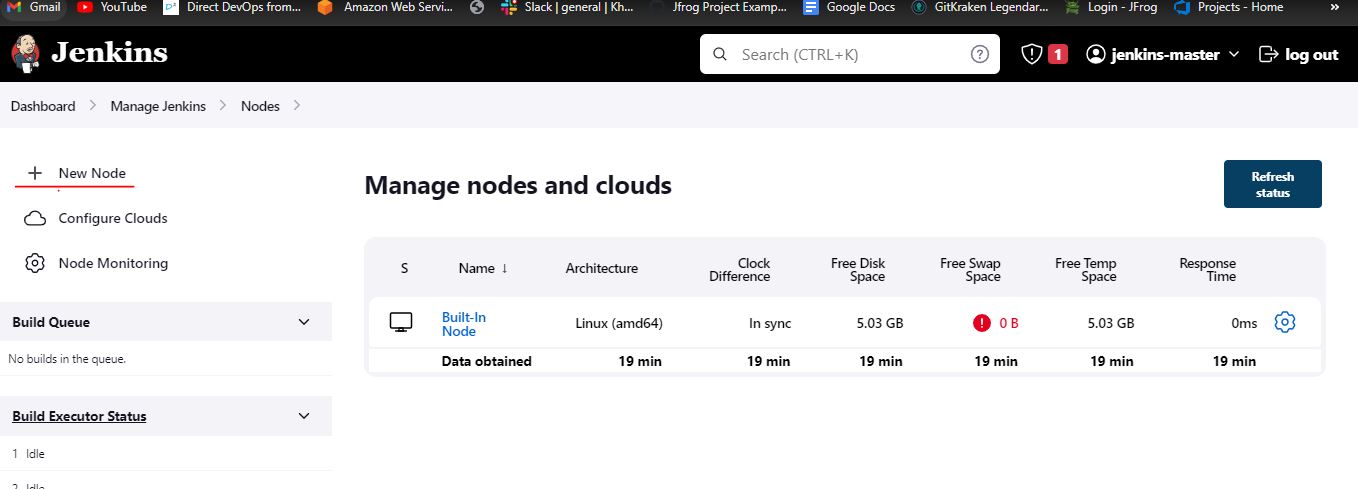 Gmail YouTube Direct DevOps from... Amazon Web Servi... Slack | general | Kh... Jfrog Project Examp... Google Docs GitKraken Legendar... Login - JFrog Projects - Home »
Jenkins Search (CTRL+K) ? 1 jenkins-master log out
Dashboard Manage Jenkins Nodes
New Node
Configure Clouds
Node Monitoring
Build Queue
No builds in the queue.
Build Executor Status
1 Idle
2 Idle
Manage nodes and clouds
Refresh
status
S Name ↓ Architecture Clock Difference Free Disk Space Free Swap Space Free Temp Space Response Time
Built-In Node Linux (amd64) In sync 5.03 GB ! 0 B 5.03 GB 0ms
Data obtained 19 min 19 min 19 min 19 min 19 min 19 min